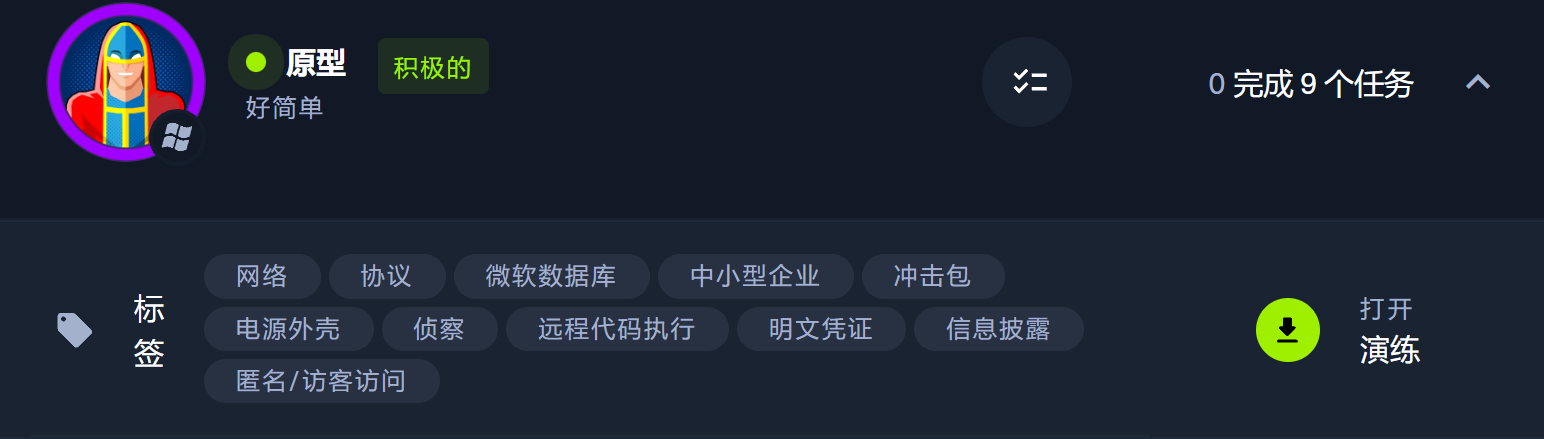 原型 积极的
好简单
0 完成 9 个任务
标签
网络 协议 微软数据库 中小型企业 冲击包
电源外壳 侦察 远程代码执行 明文凭证 信息披露
匿名/访客访问
打开
演练